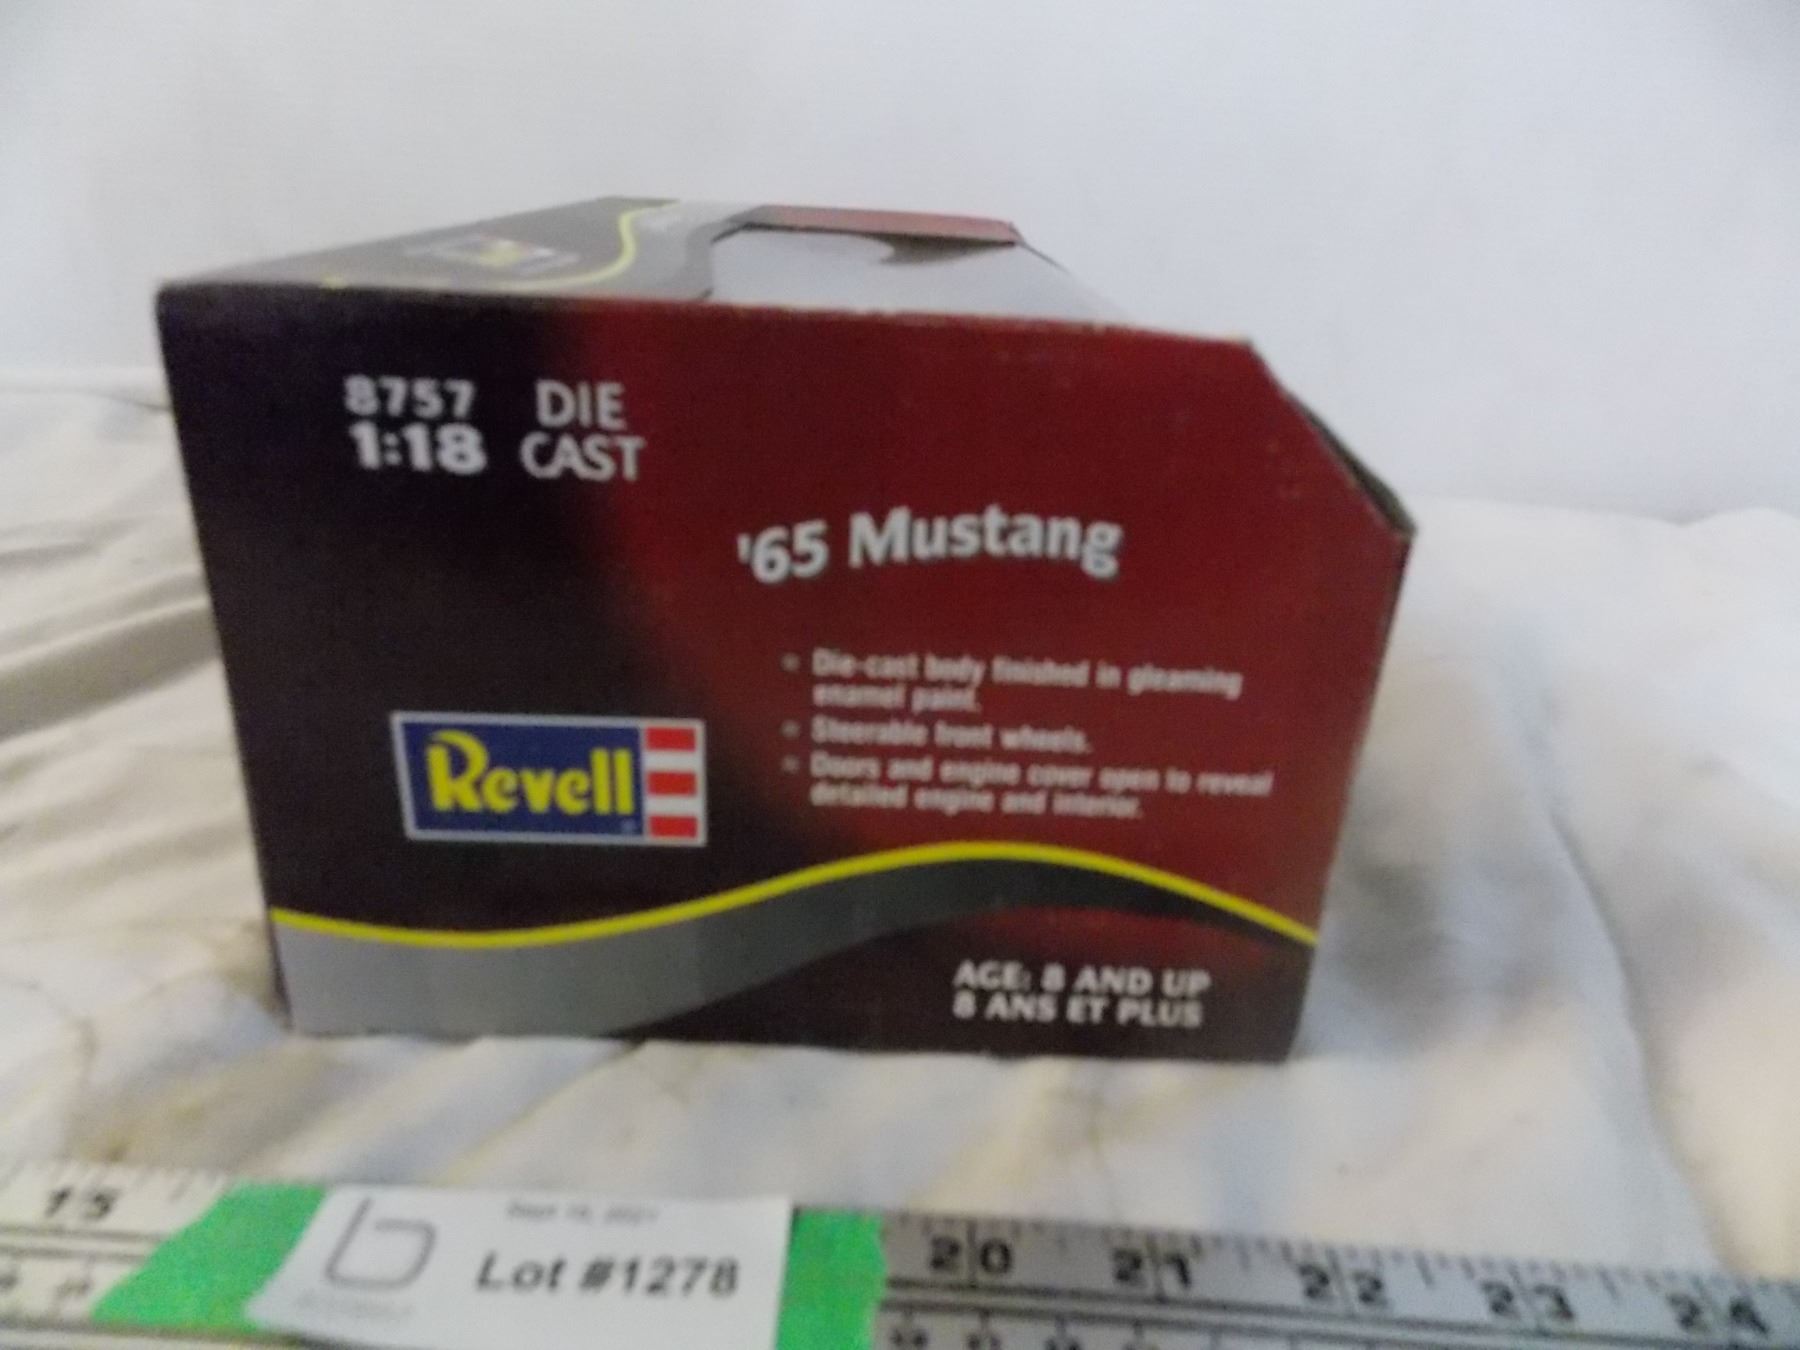 8757 DIE
1:18 CAST
'65 Mustang
Die-cast body finished in gleaming
enamel paint.
Steerable front wheels.
Doors and engine cover open to reveal
detailed engine and interior.
Revell
AGE: 8 AND UP
8 ANS ET PLUS
15
Lot #1278
20 21 22 23 24